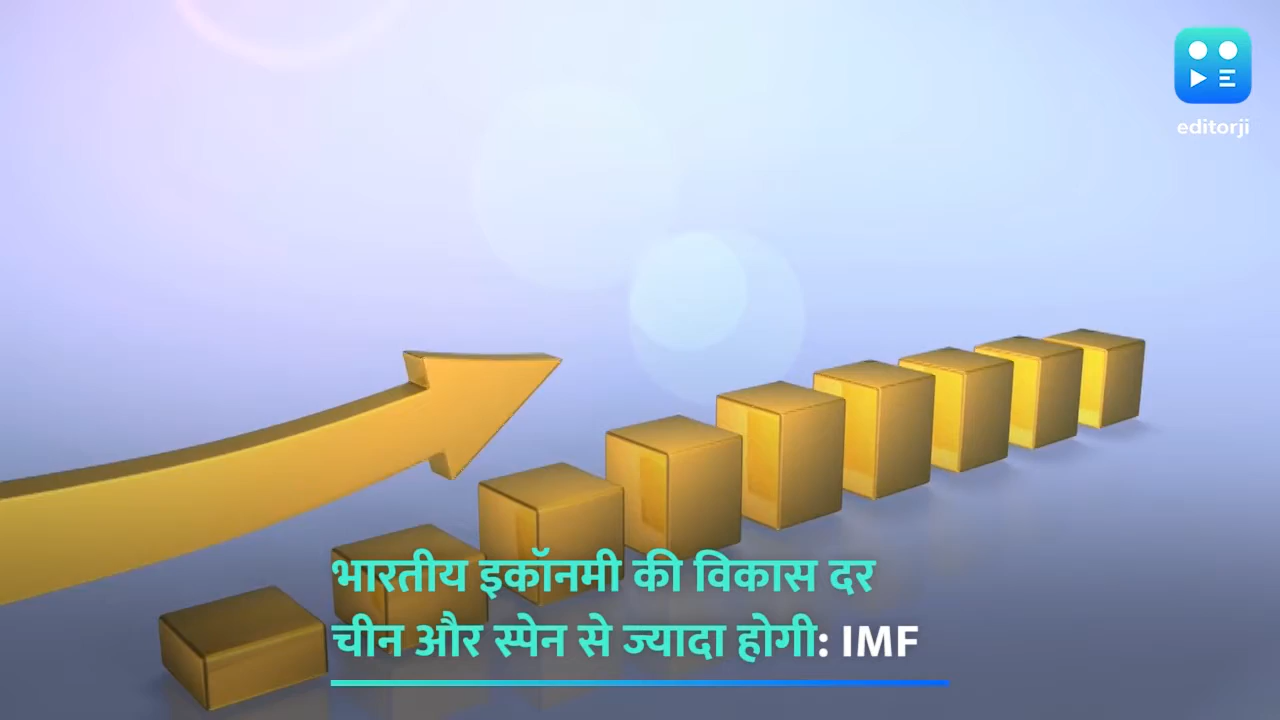 editorji
भारतीय इकॉनमी की विकास दर
चीन और स्पेन से ज्यादा होगी: IMF